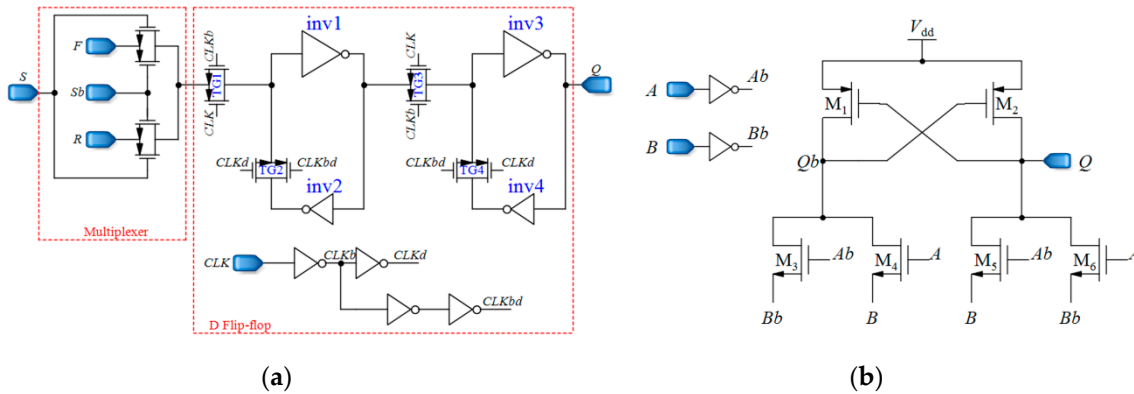 S
F
Sb
R
Multiplexer
CLKb
TG1
CLK
inv1
CLKd
TG2
CLKbd
inv2
CLK
TG3
CLKb
inv3
Q
CLKbd
TG4
CLKd
inv4
CLK
CLKb
CLKd
CLKbd
D Flip-flop
(a)
A
Ab
B
Bb
Vdd
M1
M2
Qb
Q
M3
Ab
M4
A
M5
Ab
M6
Bb
B
B
Bb
(b)